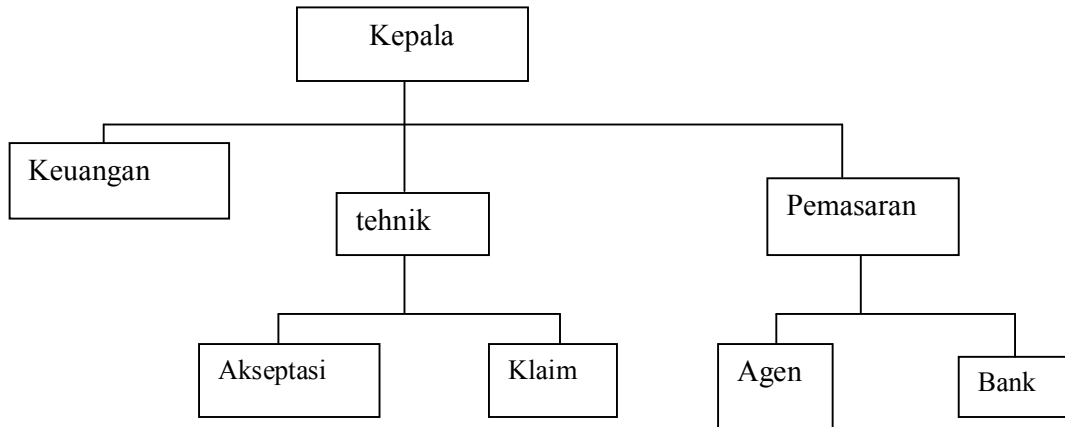 Kepala
Keuangan
tehnik
Pemasaran
Akseptasi
Klaim
Agen
Bank